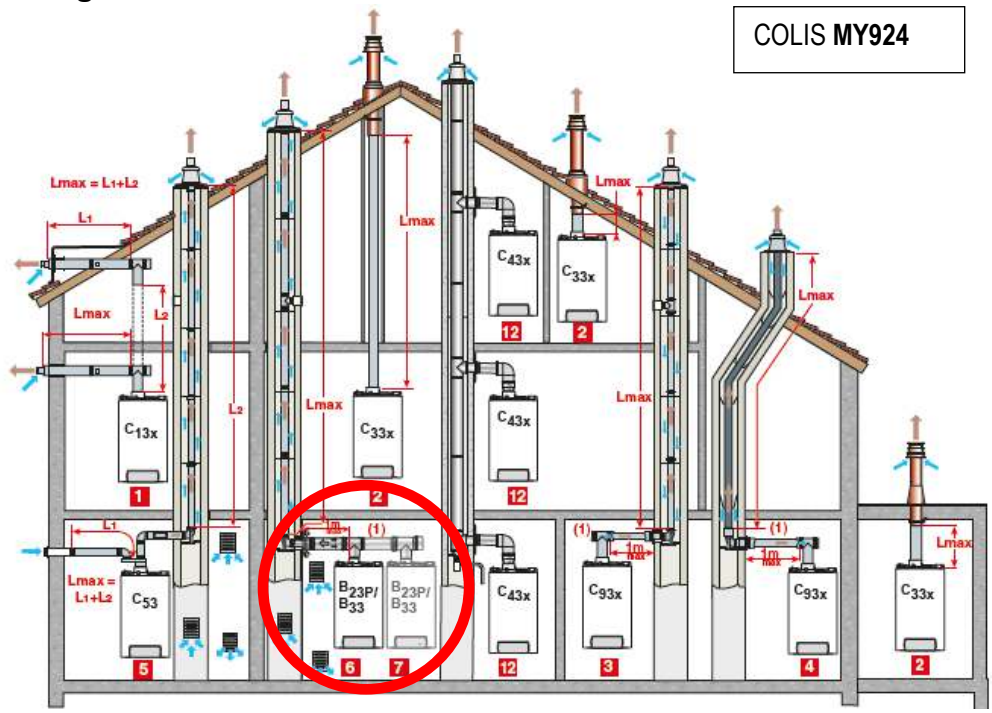 COLIS MY924
Lmax = L1+L2
L1
Lmax
L2
C13x
1
L2
Lmax
Lmax
C33x
2
C43x
12
C43x
12
Lmax
C33x
2
Lmax
Lmax
L1
Lmax =
L1+L2
C53
5
1m
max
(1)
B23P/
B33
6
B23P/
B33
7
C43x
12
(1)
1m
max
C93x
3
(1)
1m
max
C93x
4
Lmax
C33x
2